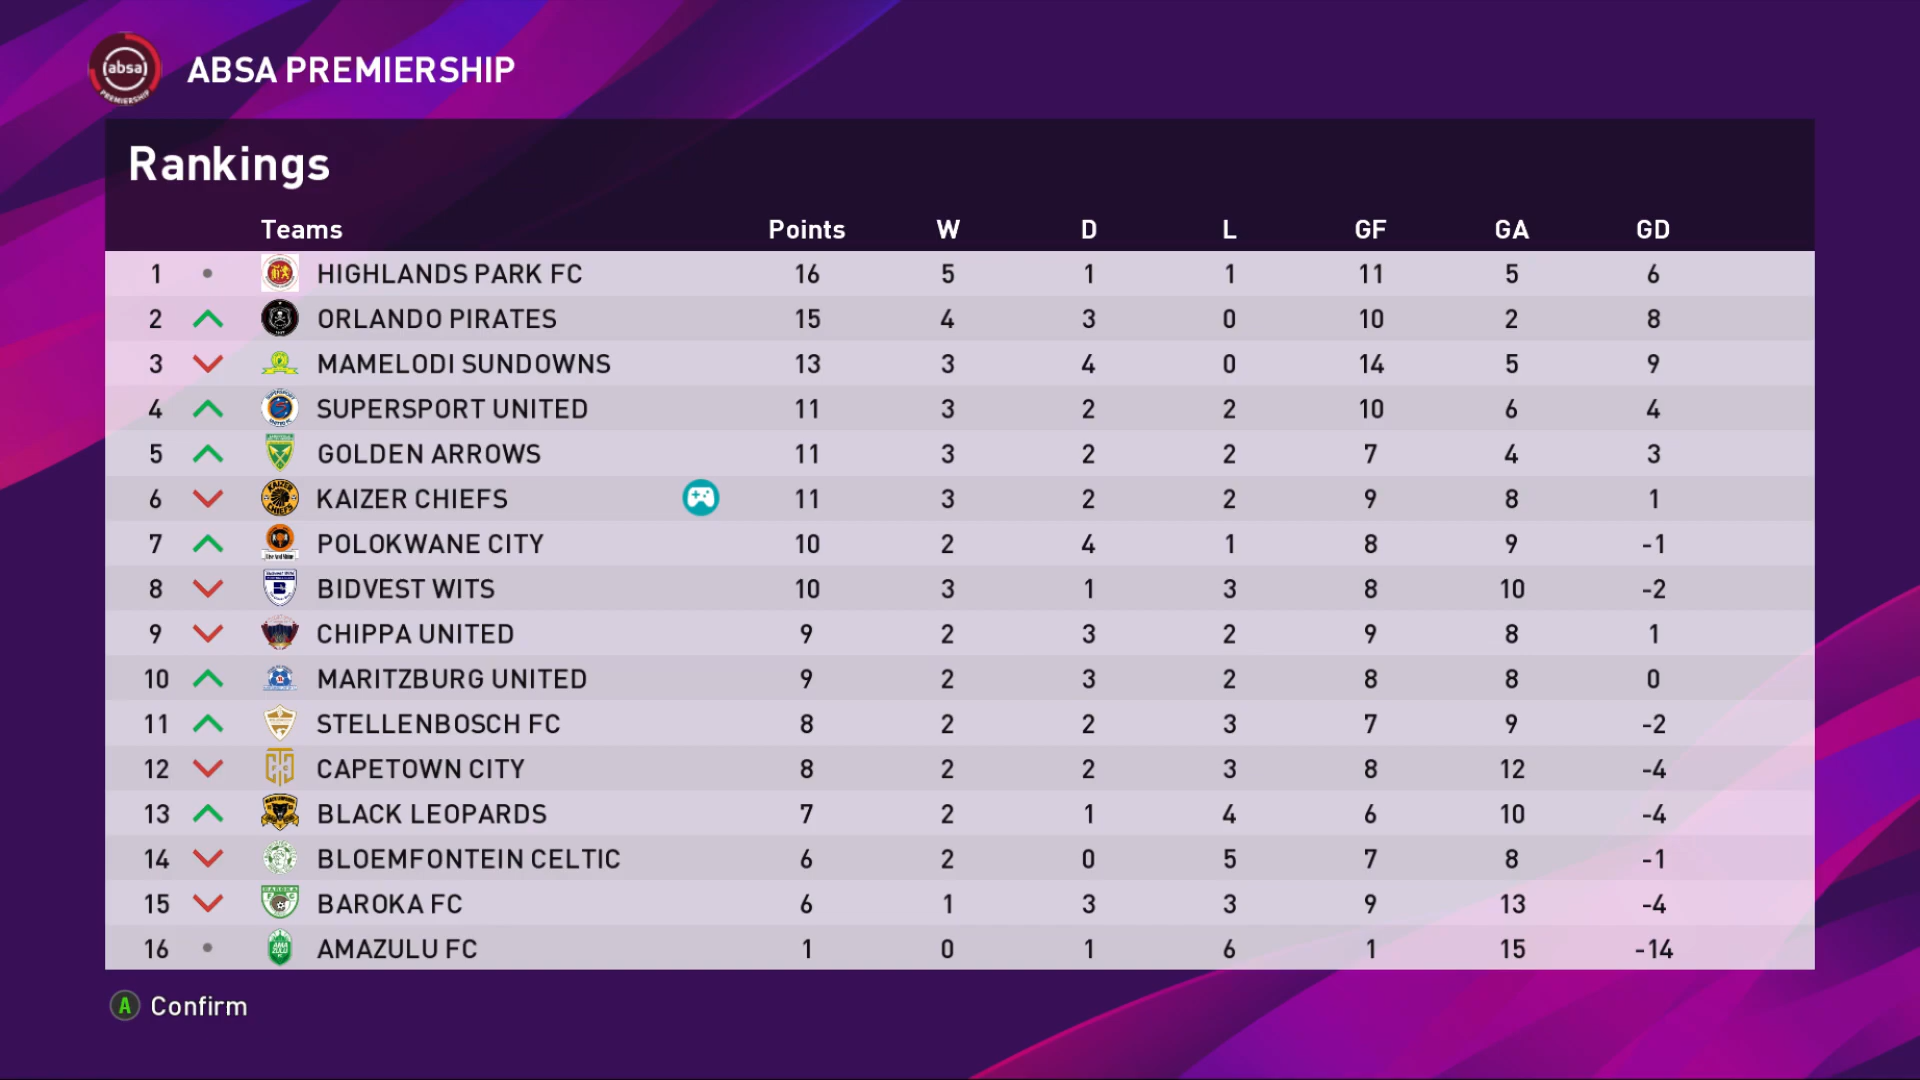 (absa)
PREMIERSHIP
ABSA PREMIERSHIP
Rankings
Teams Points W D L GF GA GD
1 HIGHLANDS PARK FC 16 5 1 1 11 5 6
2 ORLANDO PIRATES 15 4 3 0 10 2 8
3 MAMELODI SUNDOWNS 13 3 4 0 14 5 9
4 SUPERSPORT UNITED 11 3 2 2 10 6 4
5 GOLDEN ARROWS 11 3 2 2 7 4 3
6 KAIZER CHIEFS 11 3 2 2 9 8 1
7 POLOKWANE CITY 10 2 4 1 8 9 -1
8 BIDVEST WITS 10 3 1 3 8 10 -2
9 CHIPPA UNITED 9 2 3 2 9 8 1
10 MARITZBURG UNITED 9 2 3 2 8 8 0
11 STELLENBOSCH FC 8 2 2 3 7 9 -2
12 CAPETOWN CITY 8 2 2 3 8 12 -4
13 BLACK LEOPARDS 7 2 1 4 6 10 -4
14 BLOEMFONTEIN CELTIC 6 2 0 5 7 8 -1
15 BAROKA FC 6 1 3 3 9 13 -4
16 AMAZULU FC 1 0 1 6 1 15 -14
A Confirm